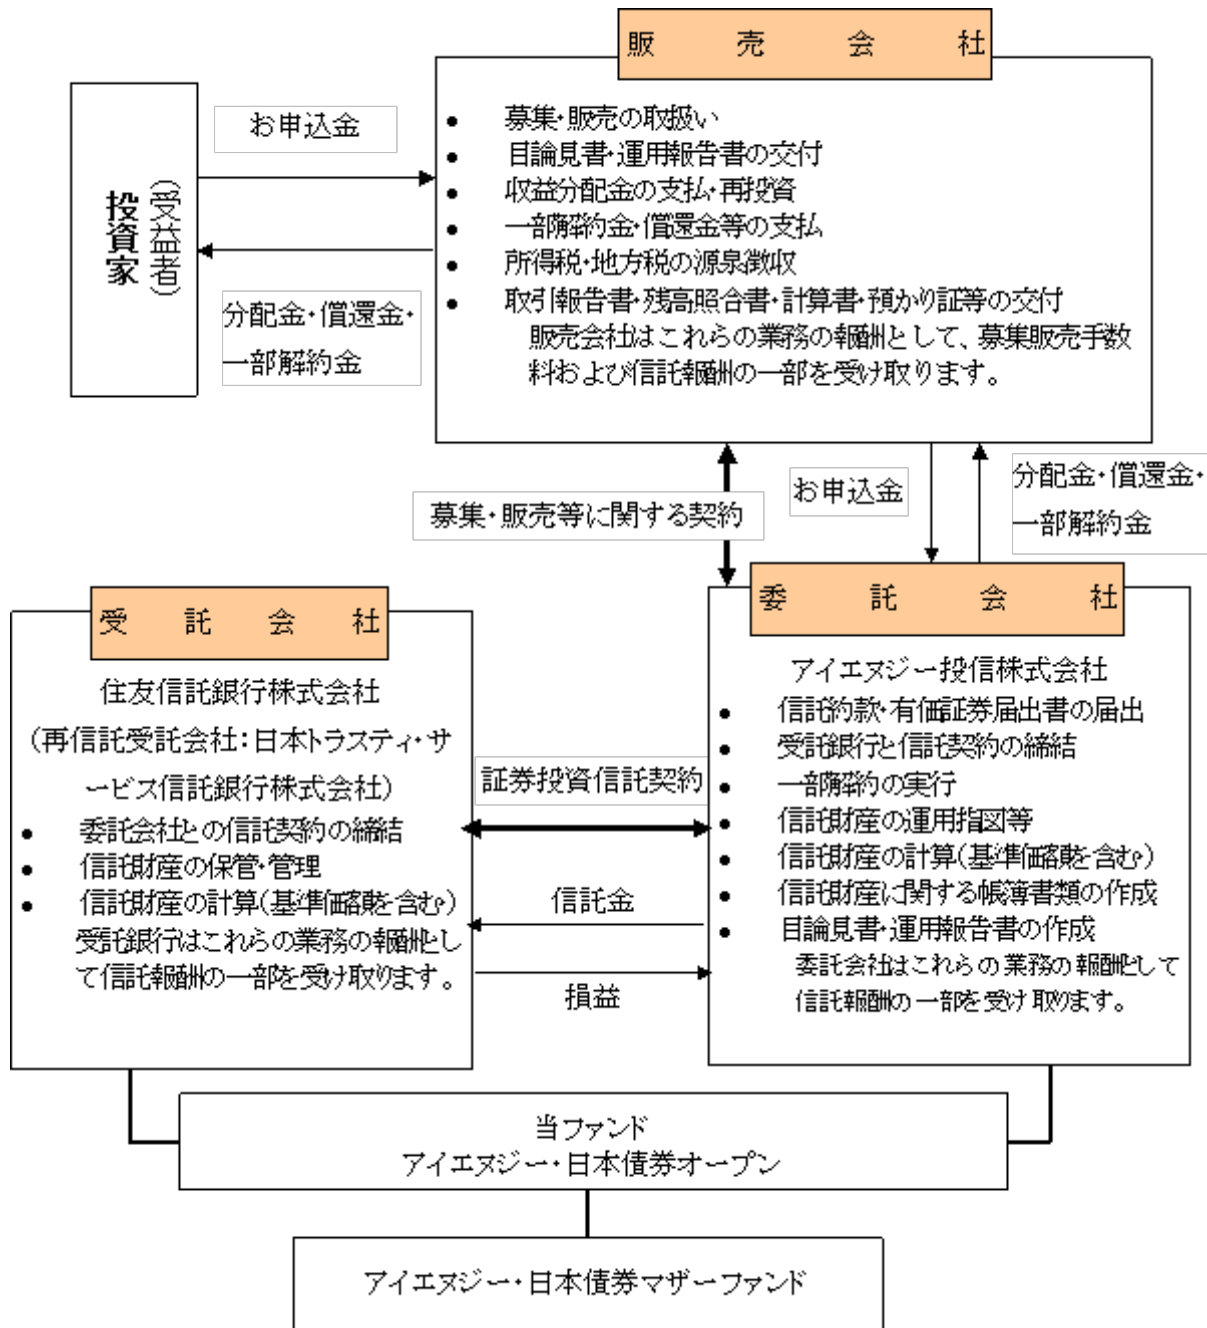 販売会社
お申込金
投資家
(受益者)
分配金・償還金・
一部解約金
● 募集・販売の取扱い
● 目論見書・運用報告書の交付
● 収益分配金の支払・再投資
● 一部解約金・償還金等の支払
● 所得税・地方税の源泉徴収
● 取引報告書・残高照合書・計算書・預かり証等の交付
販売会社はこれらの業務の報酬として、募集販売手数
料および信託報酬の一部を受け取ります。
募集・販売等に関する契約
お申込金
分配金・償還金・
一部解約金
受託会社
住友信託銀行株式会社
(再信託受託会社：日本トラスティ・サ
ービス信託銀行株式会社)
● 委託会社との信託契約の締結
● 信託財産の保管・管理
● 信託財産の計算(基準価額を含む)
受託銀行はこれらの業務の報酬とし
て信託報酬の一部を受け取ります。
証券投資信託契約
信託金
損益
委託会社
アイエヌジー投信株式会社
● 信託約款・有価証券届出書の届出
● 受託銀行と信託契約の締結
● 一部解約の実行
● 信託財産の運用指図等
● 信託財産の計算(基準価額を含む)
● 信託財産に関する帳簿書類の作成
● 目論見書・運用報告書の作成
委託会社はこれらの業務の報酬として
信託報酬の一部を受け取ります。
当ファンド
アイエヌジー・日本債券オープン
アイエヌジー・日本債券マザーファンド